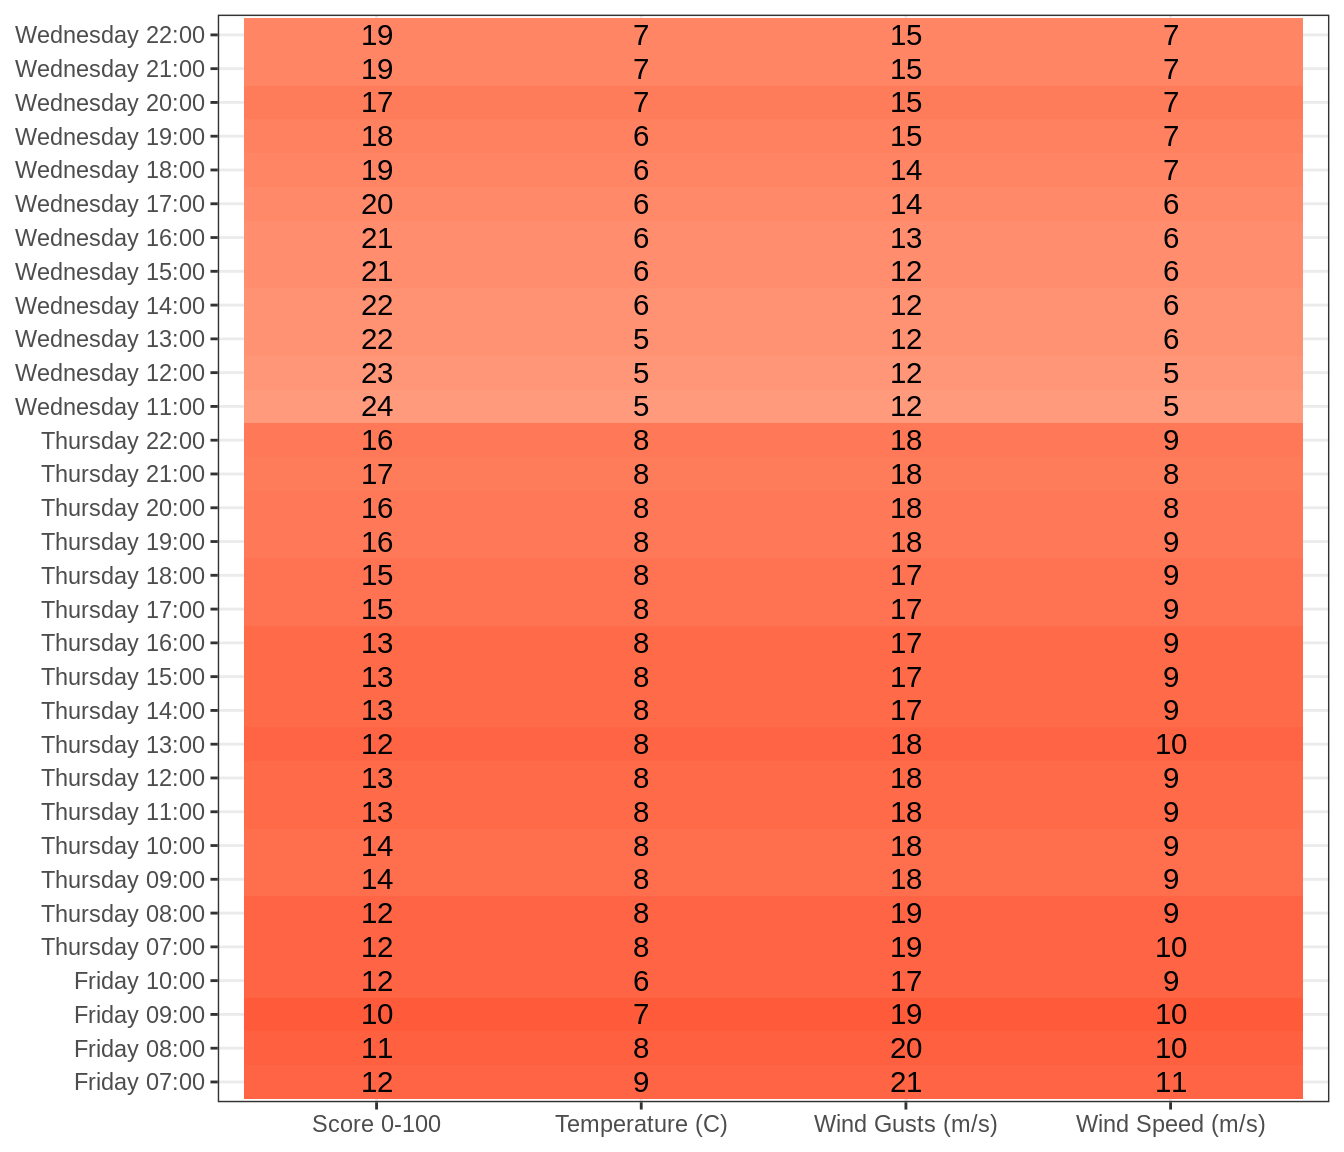 Wednesday 22:00 19 7 15 7
Wednesday 21:00 19 7 15 7
Wednesday 20:00 17 7 15 7
Wednesday 19:00 18 6 15 7
Wednesday 18:00 19 6 14 7
Wednesday 17:00 20 6 14 6
Wednesday 16:00 21 6 13 6
Wednesday 15:00 21 6 12 6
Wednesday 14:00 22 6 12 6
Wednesday 13:00 22 5 12 6
Wednesday 12:00 23 5 12 5
Wednesday 11:00 24 5 12 5
Thursday 22:00 16 8 18 9
Thursday 21:00 17 8 18 8
Thursday 20:00 16 8 18 8
Thursday 19:00 16 8 18 9
Thursday 18:00 15 8 17 9
Thursday 17:00 15 8 17 9
Thursday 16:00 13 8 17 9
Thursday 15:00 13 8 17 9
Thursday 14:00 13 8 17 9
Thursday 13:00 12 8 18 10
Thursday 12:00 13 8 18 9
Thursday 11:00 13 8 18 9
Thursday 10:00 14 8 18 9
Thursday 09:00 14 8 18 9
Thursday 08:00 12 8 19 9
Thursday 07:00 12 8 19 10
Friday 10:00 12 6 17 9
Friday 09:00 10 7 19 10
Friday 08:00 11 8 20 10
Friday 07:00 12 9 21 11
Score 0-100 Temperature (C) Wind Gusts (m/s) Wind Speed (m/s)